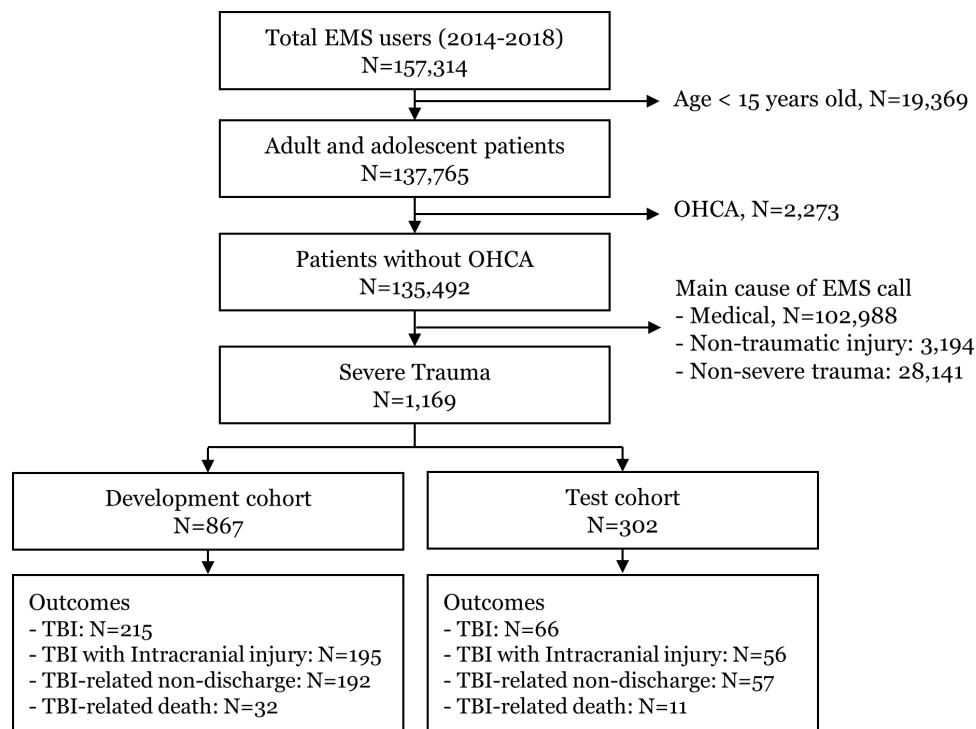 Total EMS users (2014-2018)
N=157,314
Age < 15 years old, N=19,369
Adult and adolescent patients
N=137,765
OHCA, N=2,273
Patients without OHCA
N=135,492
Main cause of EMS call
- Medical, N=102,988
- Non-traumatic injury: 3,194
- Non-severe trauma: 28,141
Severe Trauma
N=1,169
Development cohort
N=867
Test cohort
N=302
Outcomes
- TBI: N=215
- TBI with Intracranial injury: N=195
- TBI-related non-discharge: N=192
- TBI-related death: N=32
Outcomes
- TBI: N=66
- TBI with Intracranial injury: N=56
- TBI-related non-discharge: N=57
- TBI-related death: N=11